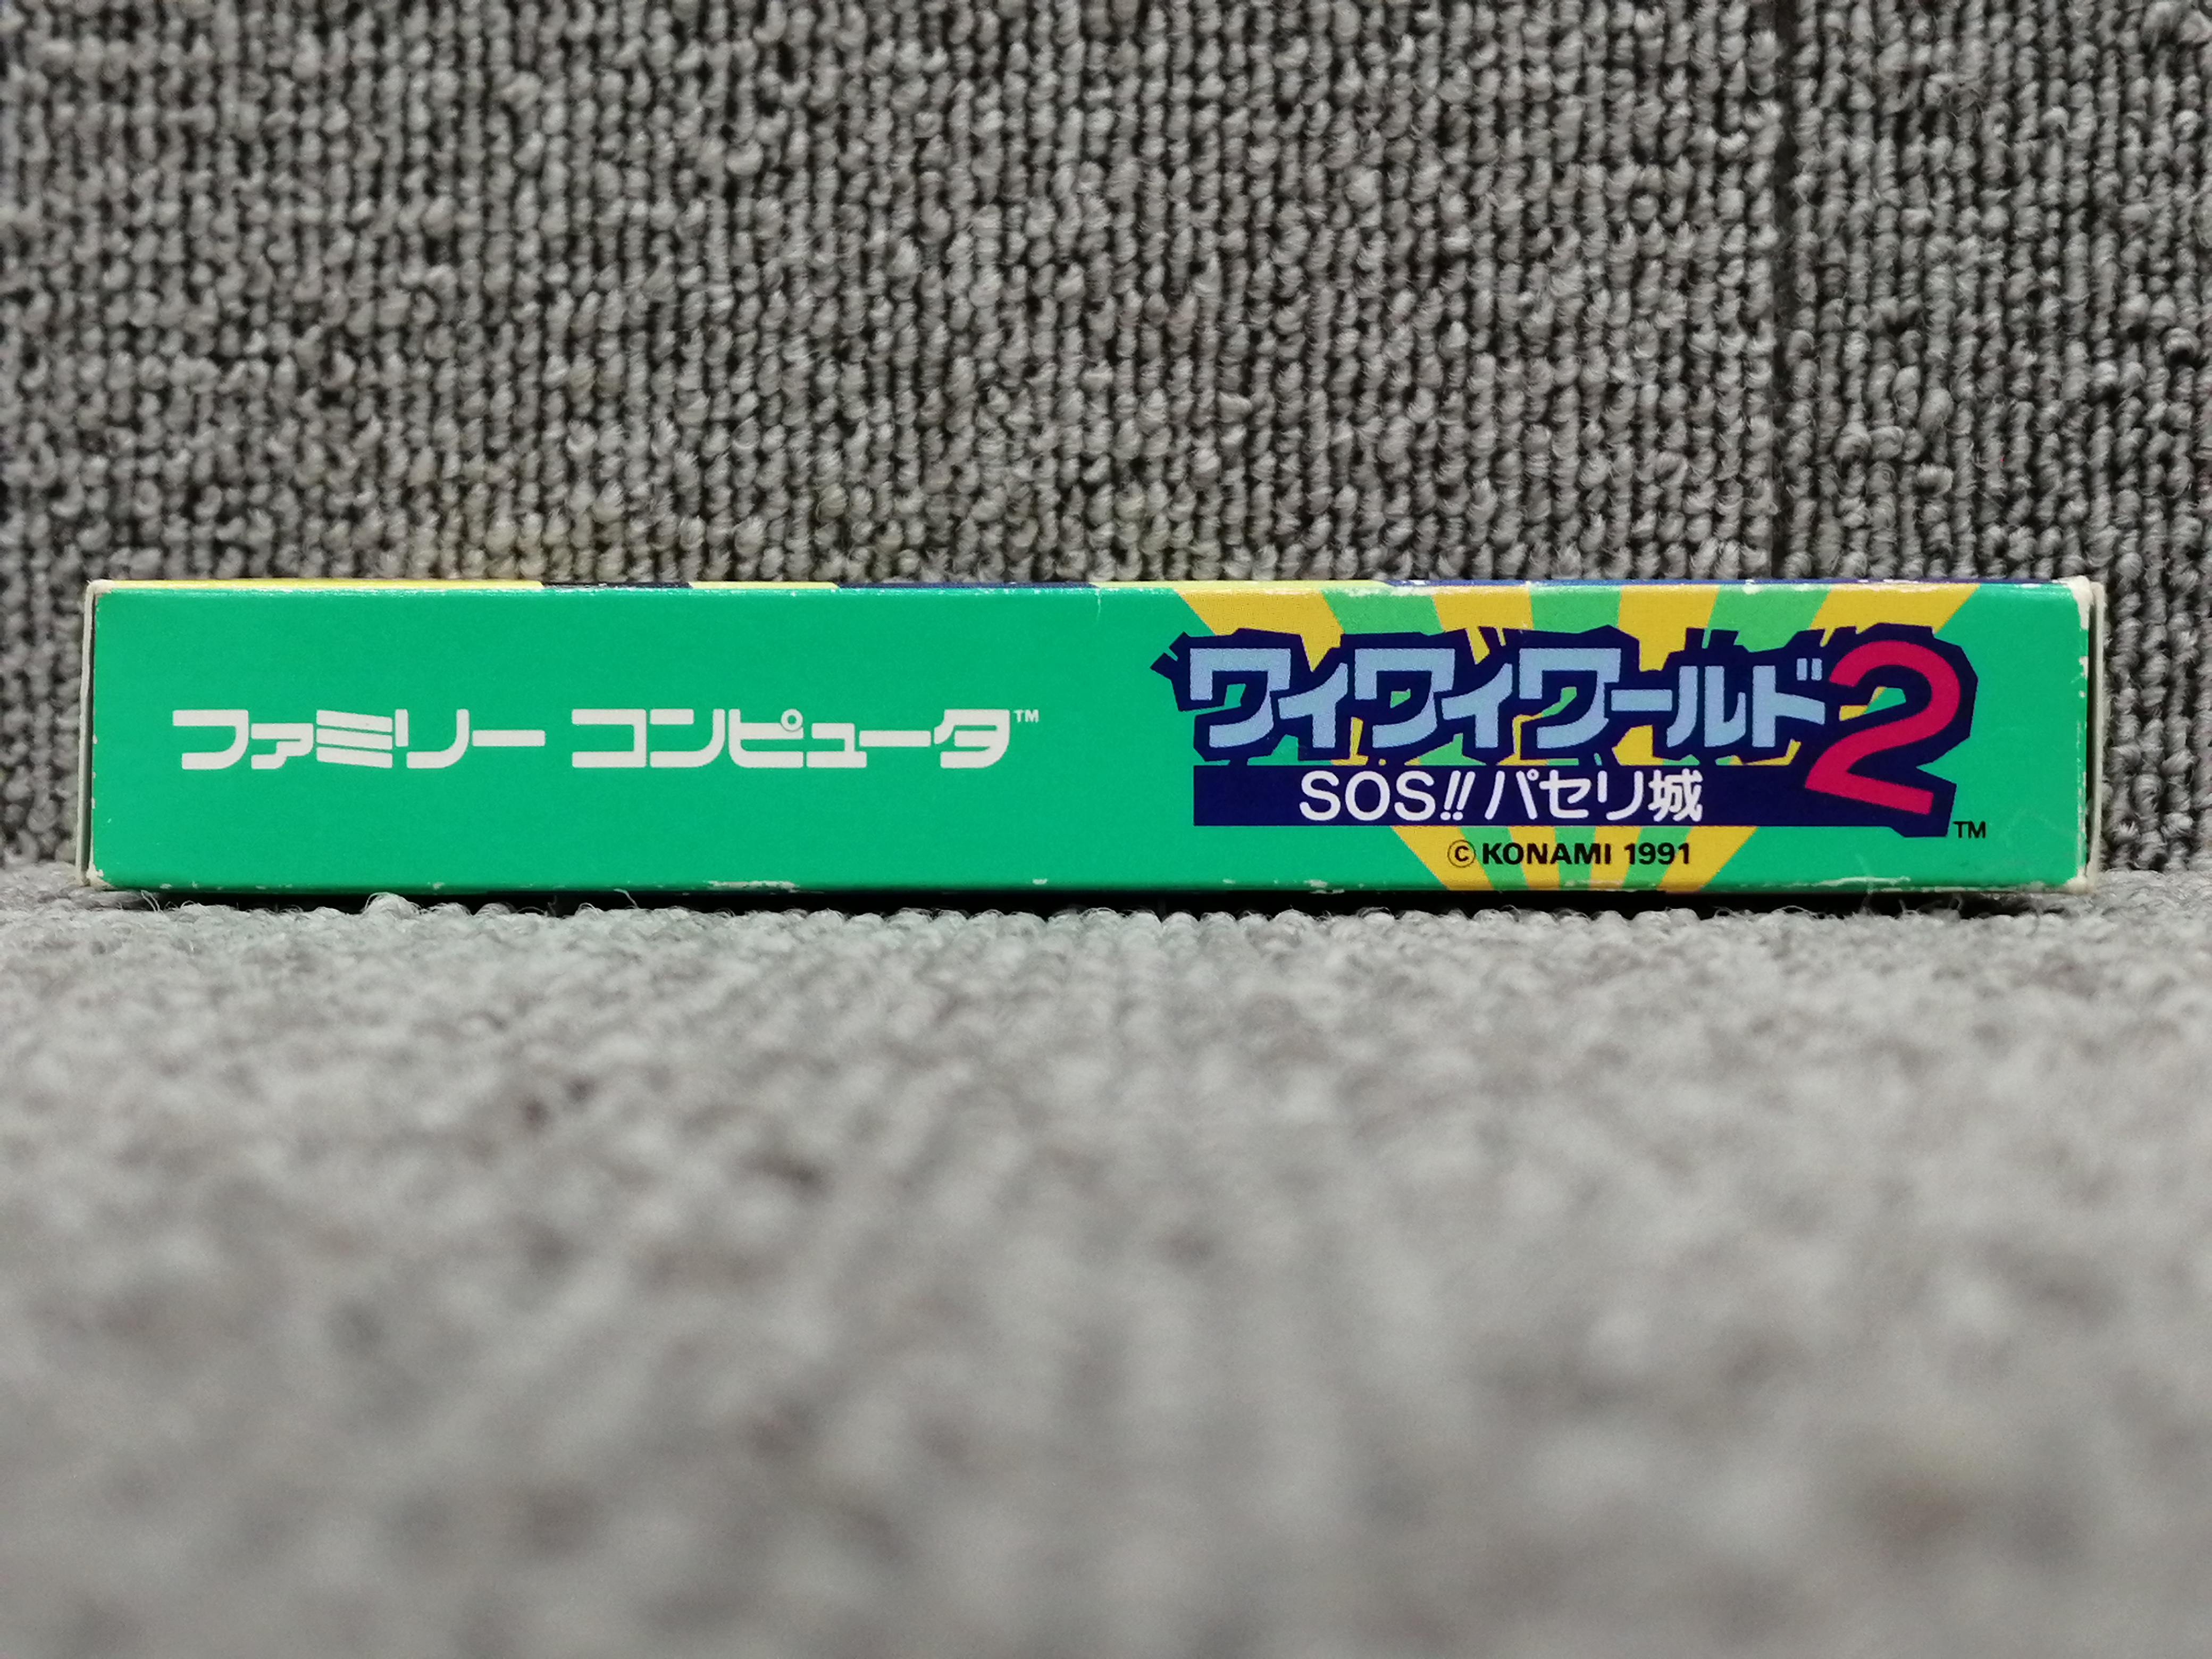 ファミリー コンピュータ™
ワイワイワールド2
SOS!! パセリ城
TM
© KONAMI 1991